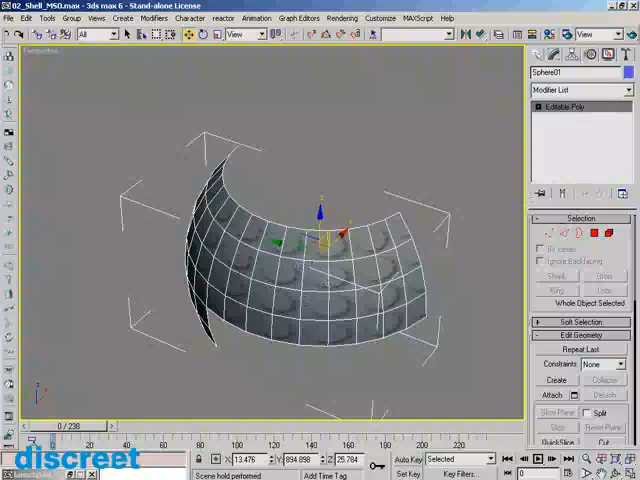 02_Shell_MSO.max - 3ds max 6 - Stand-alone License
File Edit Tools Group Views Create Modifiers Character reactor Animation Graph Editors Rendering Customize MAXScript Help
All View View
Perspective
Sphere01
Modifier List
Editable Poly
Selection
By Vertex
Ignore Backfacing
Shrink Grow
Ring Loop
Whole Object Selected
Soft Selection
Edit Geometry
Repeat Last
Constraints: None
Create Collapse
Attach Detach
Slice Plane Split
Slice Reset Plane
QuickSlice Cut
0 / 238
0 20 40 60 80 100 120 140 160 180 200 220
X: 13.476 Y: 894.898 Z: 25.784
Auto Key Selected
Set Key Key Filters...
0
Scene hold performed
Add Time Tag
discreet